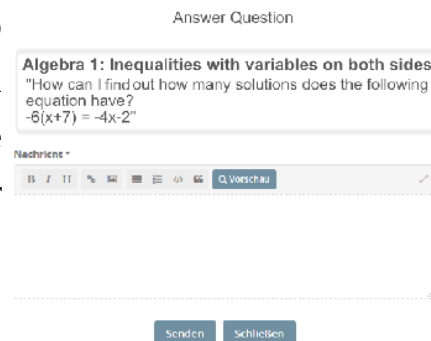 Answer Question
Algebra 1: Inequalities with variables on both sides
"How can I find out how many solutions does the following
equation have?
-6(x+7) = -4x-2"
Nachricht *
B I H Vorschau
Senden Schließen